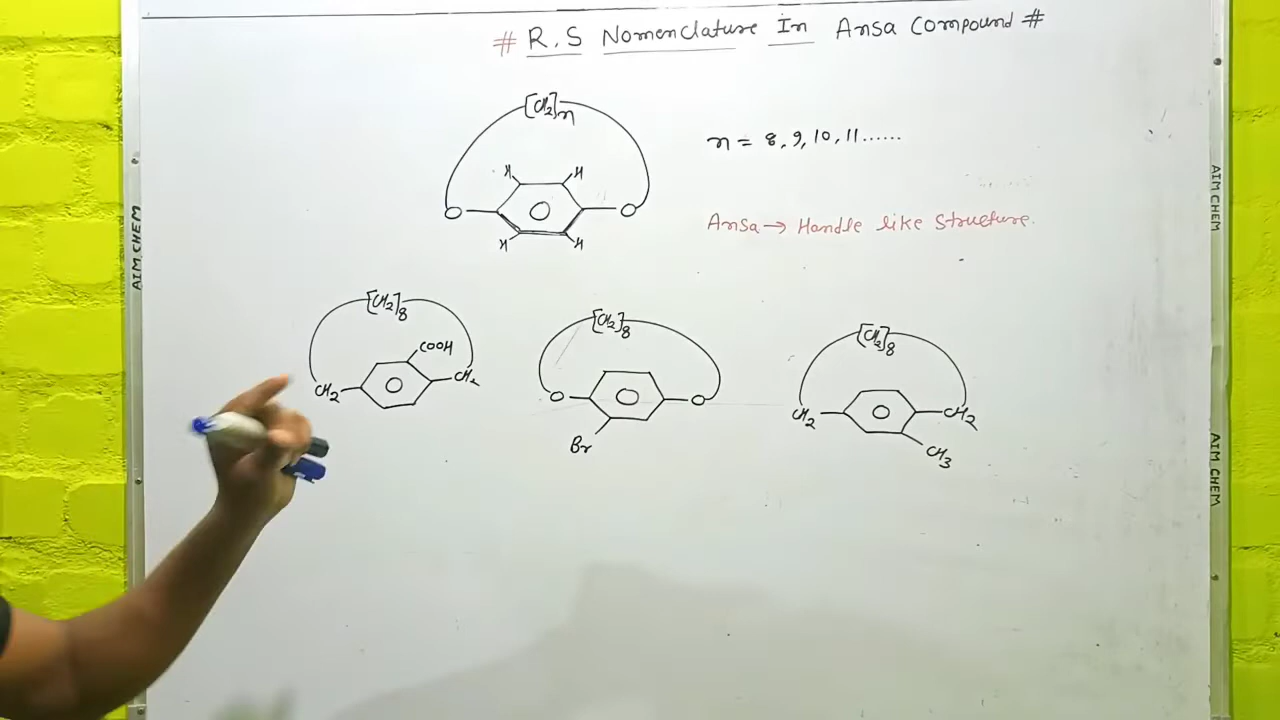 # R.S Nomenclature In Ansa Compound #
[CH2]n
H H
O O
H H
n = 8, 9, 10, 11......
Ansa → Handle like structure.
[CH2]8
COOH
CH2 CH2
[CH2]8
O O
Br
[CH2]8
CH2 CH2
CH3
AIM CHEM
AIM CHEM
AIM CHEM